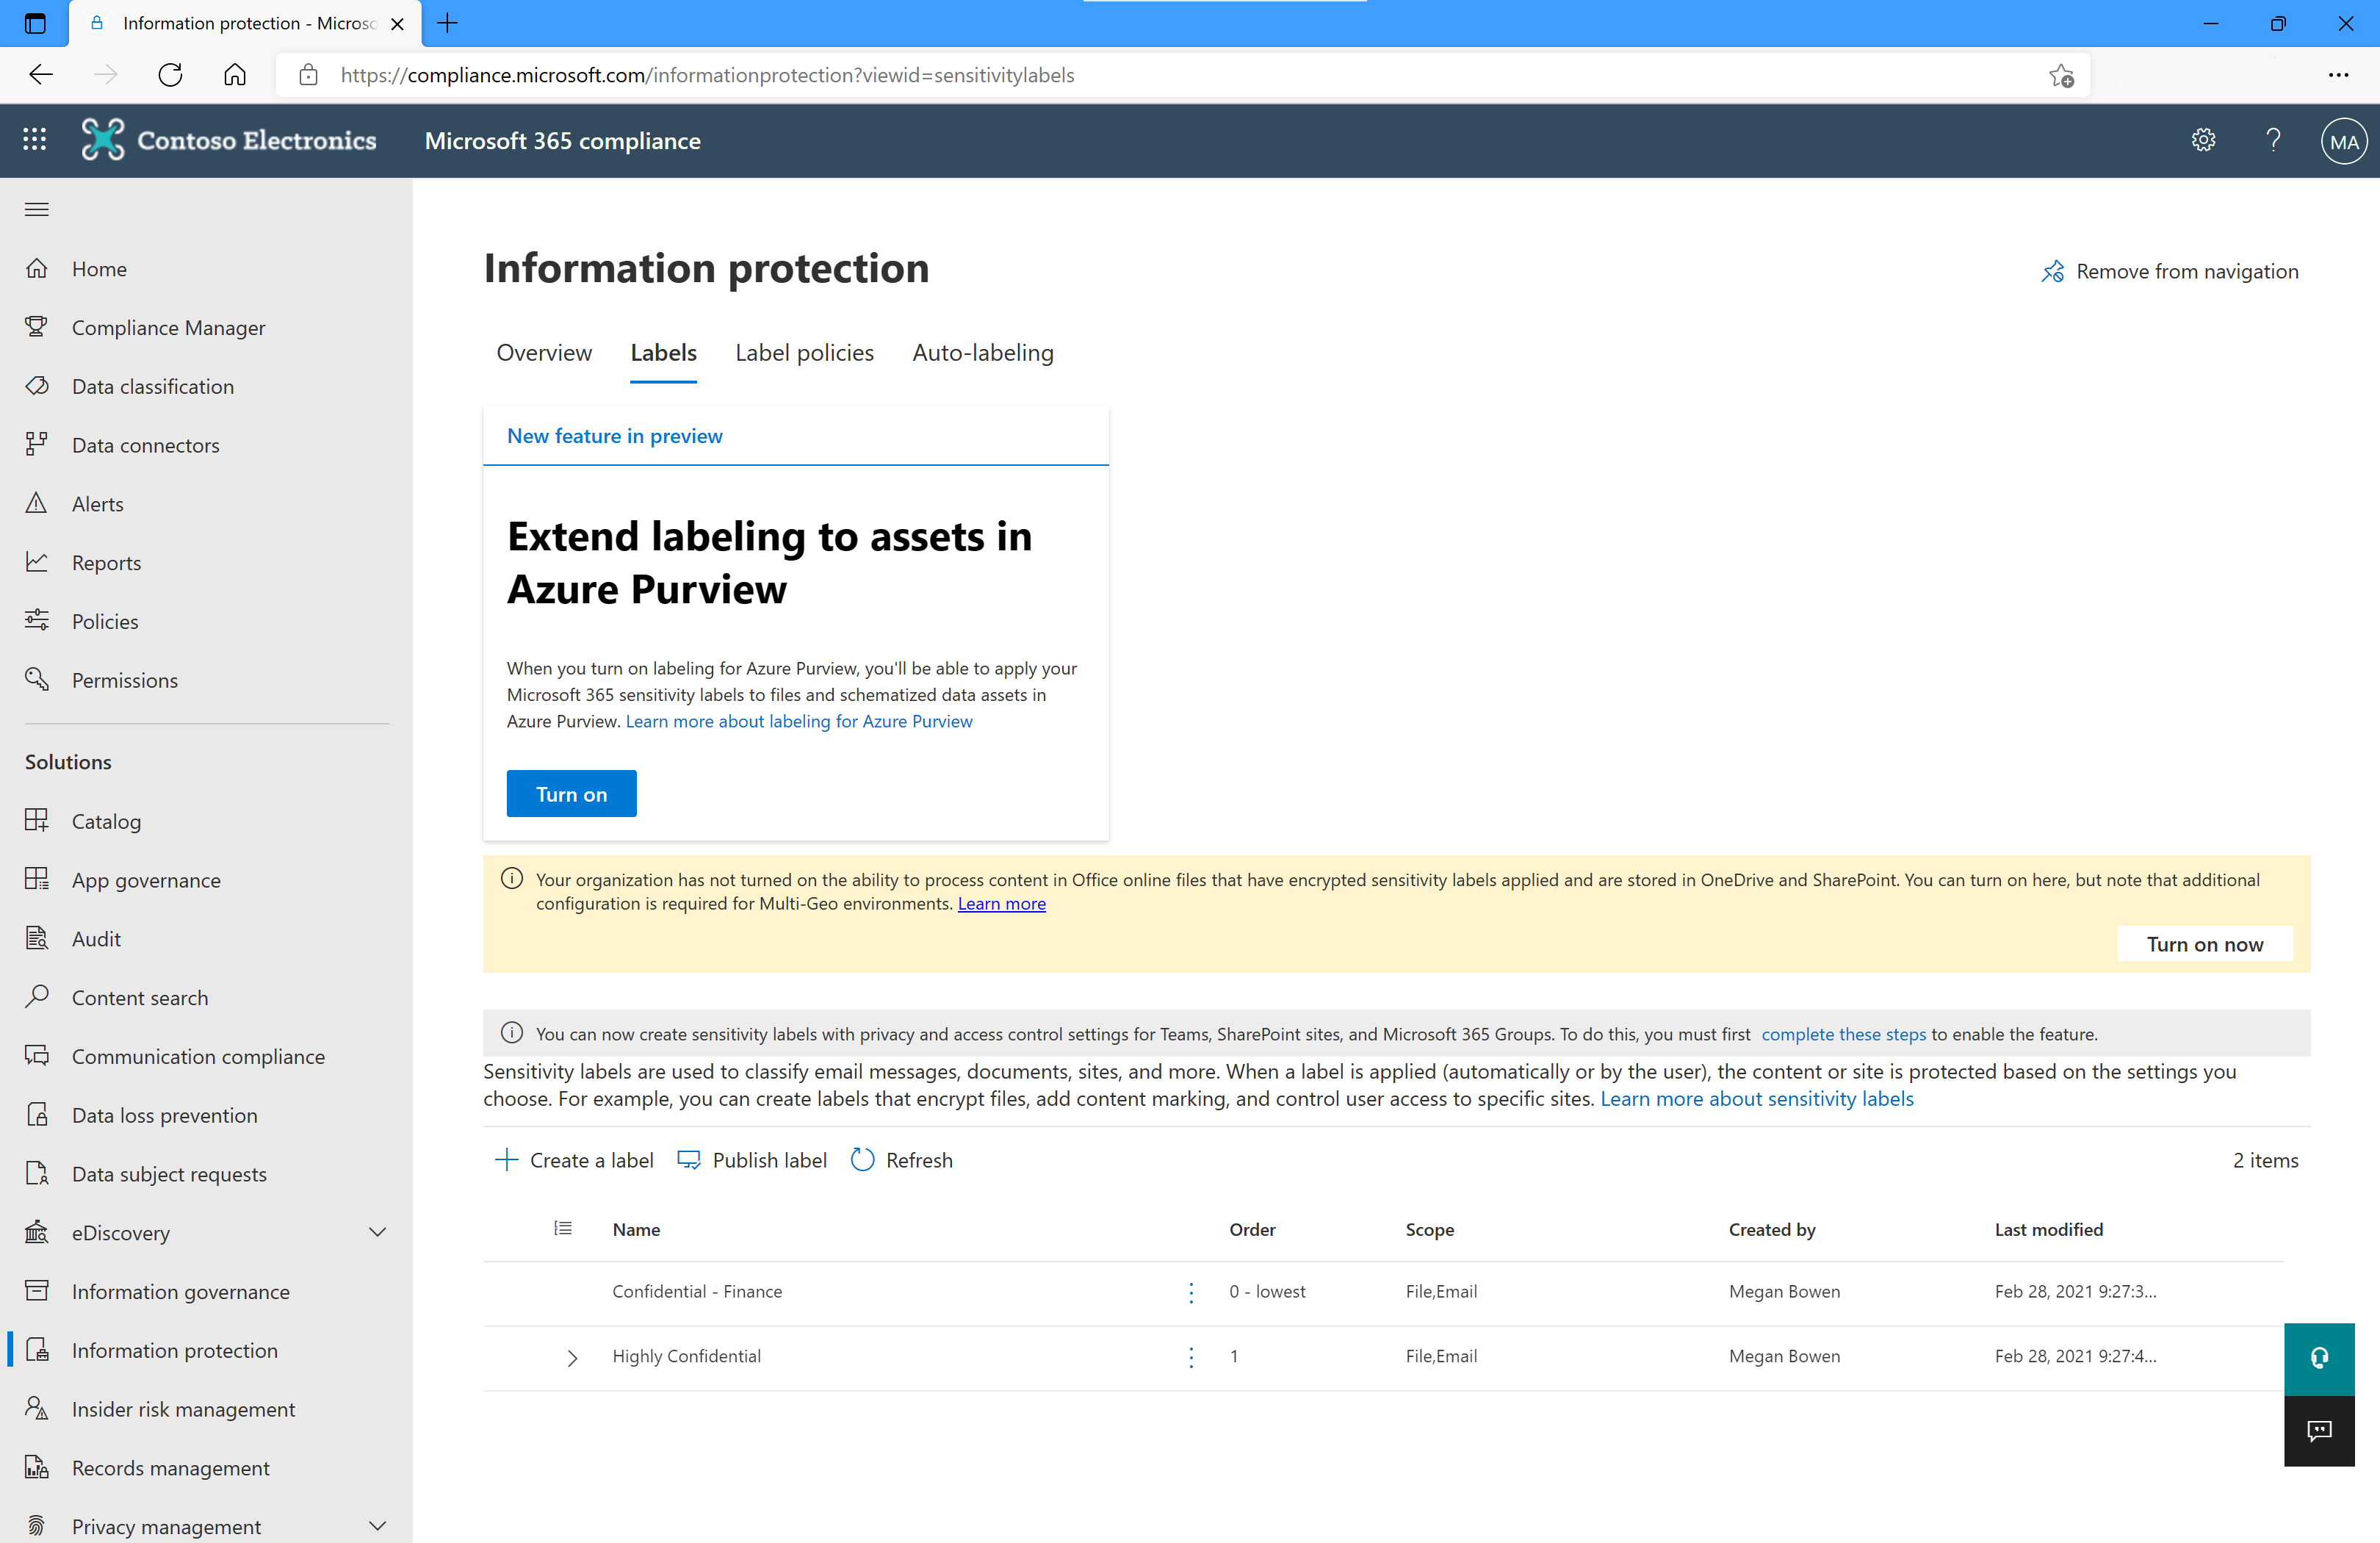 Information protection - Microso
https://compliance.microsoft.com/informationprotection?viewid=sensitivitylabels
Contoso Electronics
Microsoft 365 compliance
MA
Home
Compliance Manager
Data classification
Data connectors
Alerts
Reports
Policies
Permissions
Solutions
Catalog
App governance
Audit
Content search
Communication compliance
Data loss prevention
Data subject requests
eDiscovery
Information governance
Information protection
Insider risk management
Records management
Privacy management
Information protection
Remove from navigation
Overview Labels Label policies Auto-labeling
New feature in preview
Extend labeling to assets in
Azure Purview
When you turn on labeling for Azure Purview, you'll be able to apply your
Microsoft 365 sensitivity labels to files and schematized data assets in
Azure Purview. Learn more about labeling for Azure Purview
Turn on
Your organization has not turned on the ability to process content in Office online files that have encrypted sensitivity labels applied and are stored in OneDrive and SharePoint. You can turn on here, but note that additional
configuration is required for Multi-Geo environments. Learn more
Turn on now
You can now create sensitivity labels with privacy and access control settings for Teams, SharePoint sites, and Microsoft 365 Groups. To do this, you must first complete these steps to enable the feature.
Sensitivity labels are used to classify email messages, documents, sites, and more. When a label is applied (automatically or by the user), the content or site is protected based on the settings you
choose. For example, you can create labels that encrypt files, add content marking, and control user access to specific sites. Learn more about sensitivity labels
Create a label Publish label Refresh 2 items
Name Order Scope Created by Last modified
Confidential - Finance 0 - lowest File,Email Megan Bowen Feb 28, 2021 9:27:3...
Highly Confidential 1 File,Email Megan Bowen Feb 28, 2021 9:27:4...